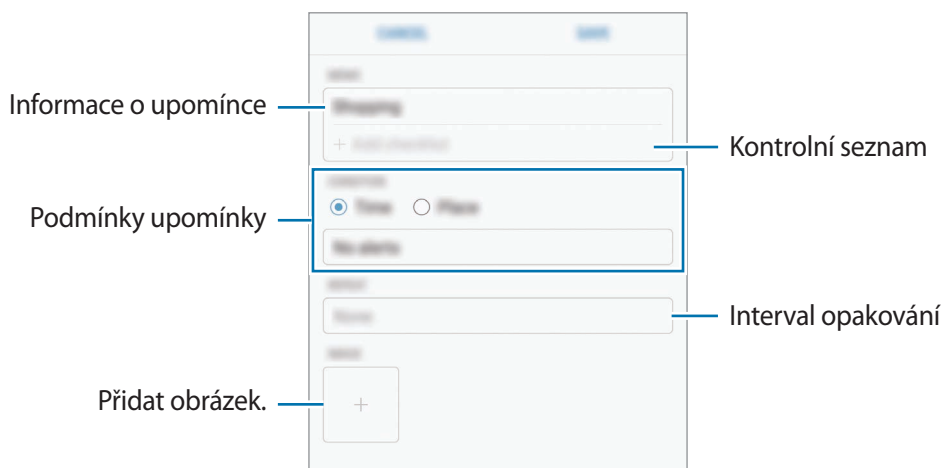 CANCEL
SAVE
Informace o upomínce
Shopping
+ Add checklist
Kontrolní seznam
Podmínky upomínky
Time
Place
No alerts
Interval opakování
None
Přidat obrázek.
+